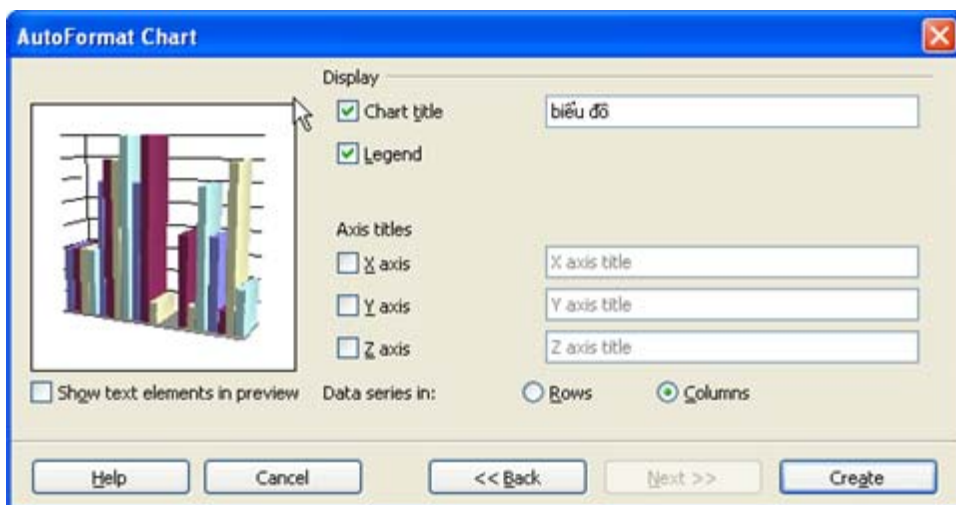 AutoFormat Chart
Display
Chart title
biểu đồ
Legend
Axis titles
X axis
X axis title
Y axis
Y axis title
Z axis
Z axis title
Show text elements in preview
Data series in:
Rows
Columns
Help
Cancel
<< Back
Next >>
Create